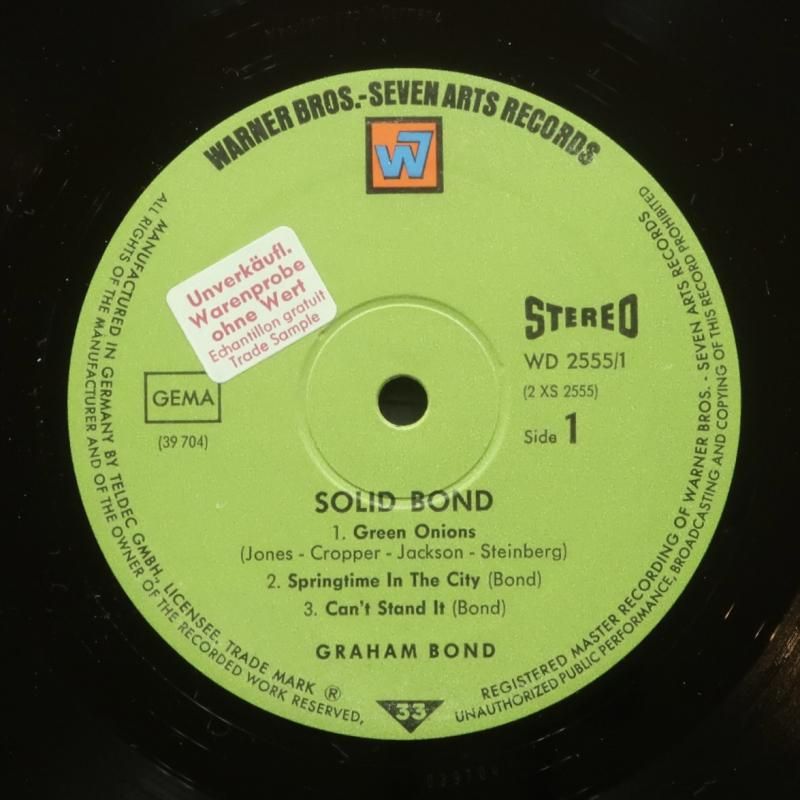 WARNER BROS.-SEVEN ARTS RECORDS
W7
Unverkäufl.
Warenprobe
ohne Wert
Echantillon gratuit
Trade Sample
STEREO
WD 2555/1
(2 XS 2555)
Side 1
GEMA
(39 704)
SOLID BOND
1. Green Onions
(Jones - Cropper - Jackson - Steinberg)
2. Springtime In The City (Bond)
3. Can't Stand It (Bond)
GRAHAM BOND
33
MANUFACTURED IN GERMANY BY TELDEC GMBH., LICENSEE. TRADE MARK ®
ALL RIGHTS OF THE MANUFACTURER AND OF THE OWNER OF THE RECORDED WORK RESERVED,
REGISTERED MASTER RECORDING OF WARNER BROS. - SEVEN ARTS RECORDS
UNAUTHORIZED PUBLIC PERFORMANCE, BROADCASTING AND COPYING OF THIS RECORD PROHIBITED